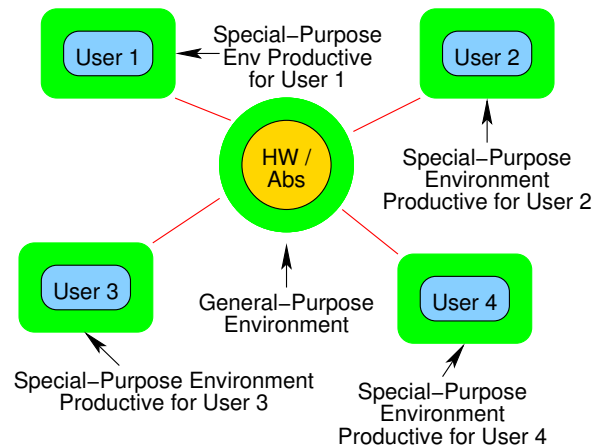 User 1
Special−Purpose
Env Productive
for User 1
User 2
HW /
Abs
Special−Purpose
Environment
Productive for User 2
User 3
General−Purpose
Environment
User 4
Special−Purpose Environment
Productive for User 3
Special−Purpose
Environment
Productive for User 4